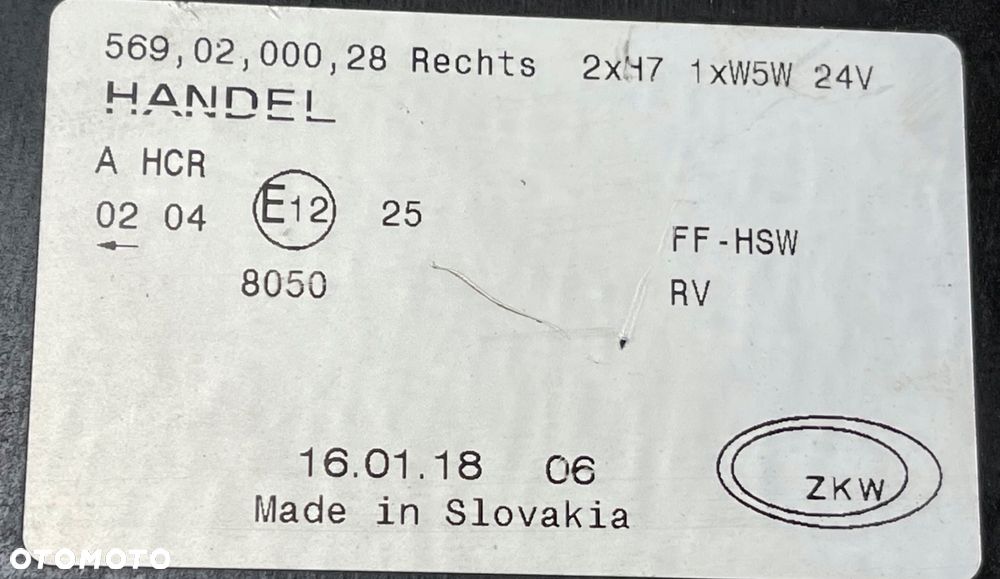 569,02,000,28 Rechts 2xH7 1xW5W 24V
HANDEL
A HCR
02 04 E12 25
←
8050
FF-HSW
RV
16.01.18 06
Made in Slovakia
ZKW
OTOMOTO